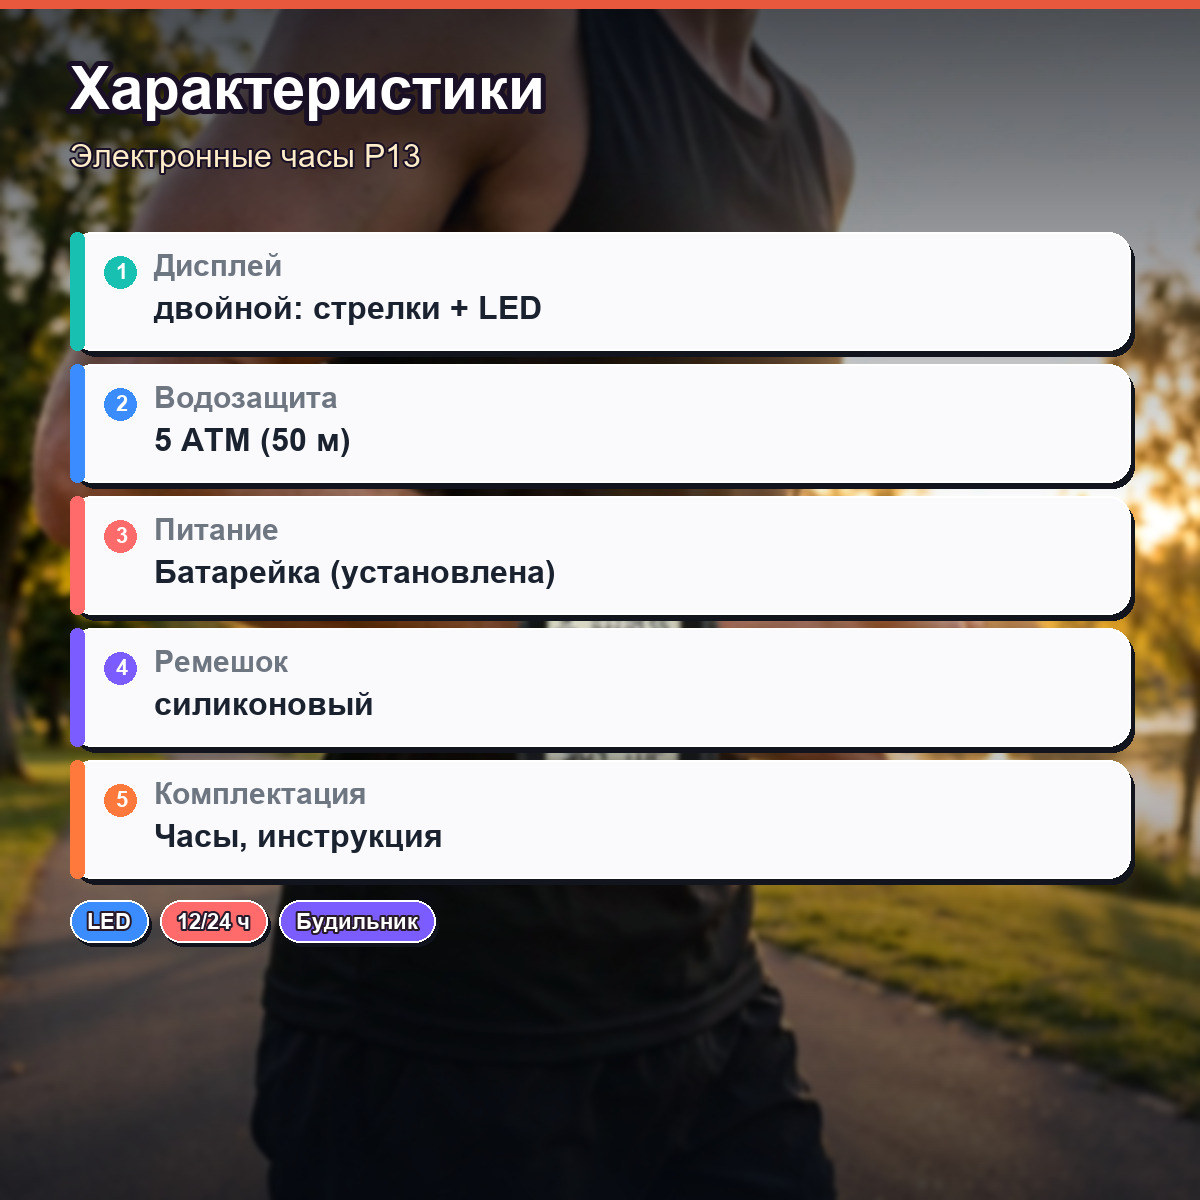 Характеристики
Электронные часы P13
1 Дисплей
двойной: стрелки + LED
2 Водозащита
5 ATM (50 м)
3 Питание
Батарейка (установлена)
4 Ремешок
силиконовый
5 Комплектация
Часы, инструкция
LED 12/24 ч Будильник